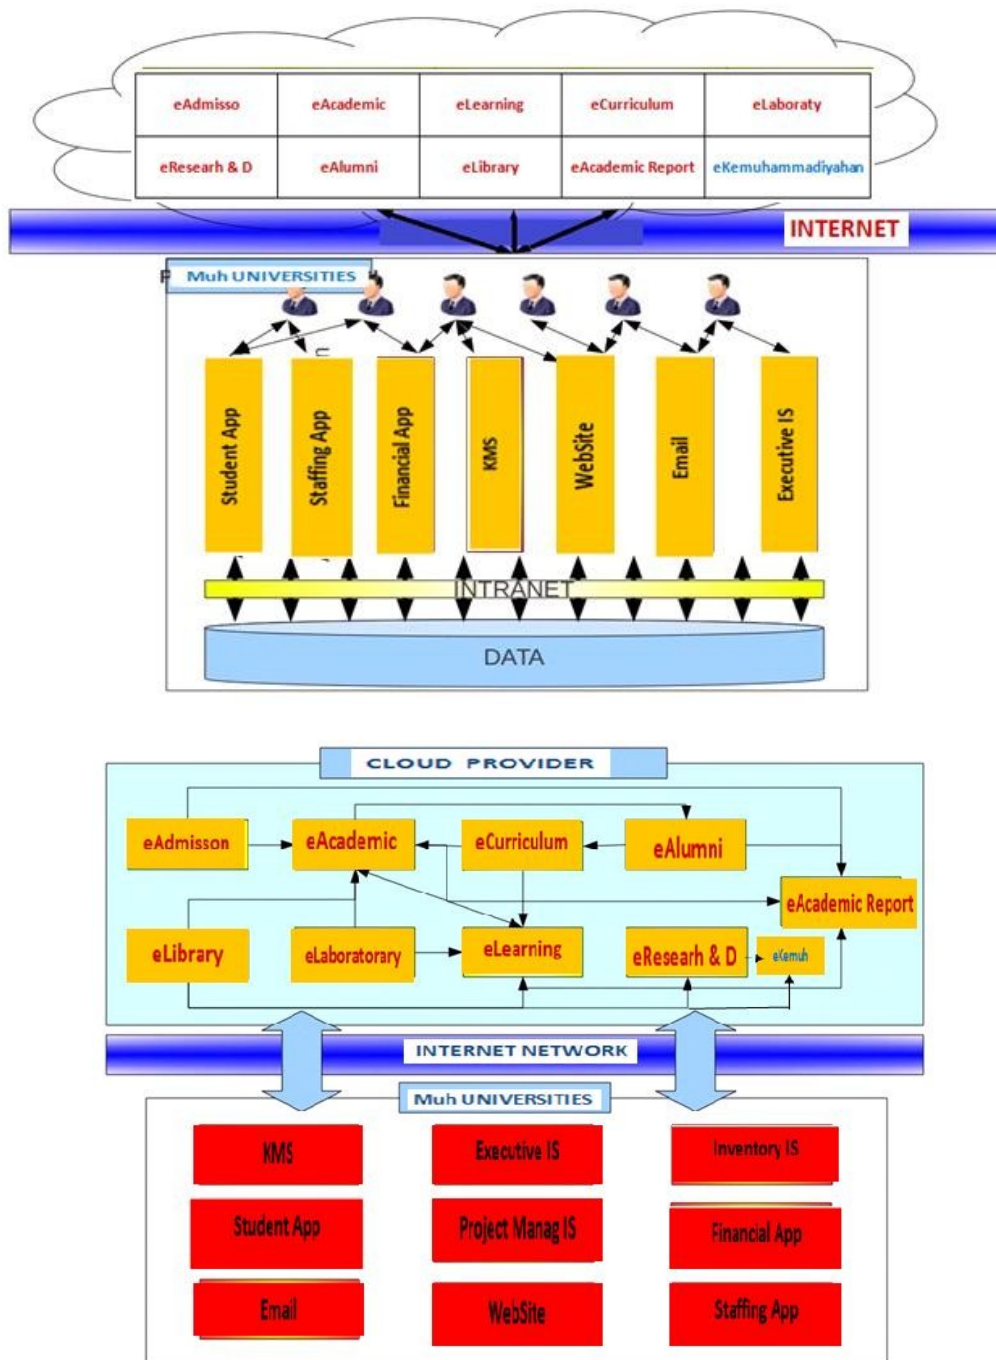 eAdmisso
eAcademic
eLearning
eCurriculum
eLaboraty
eResearh & D
eAlumni
eLibrary
eAcademic Report
eKemuhammadiyahan
INTERNET
Muh UNIVERSITIES
Student App
Staffing App
Financial App
KMS
WebSite
Email
Executive IS
INTRANET
DATA
CLOUD PROVIDER
eAdmisson
eAcademic
eCurriculum
eAlumni
eAcademic Report
eLibrary
eLaboratorary
eLearning
eResearh & D
eKemuh
INTERNET NETWORK
Muh UNIVERSITIES
KMS
Executive IS
Inventory IS
Student App
Project Manag IS
Financial App
Email
WebSite
Staffing App